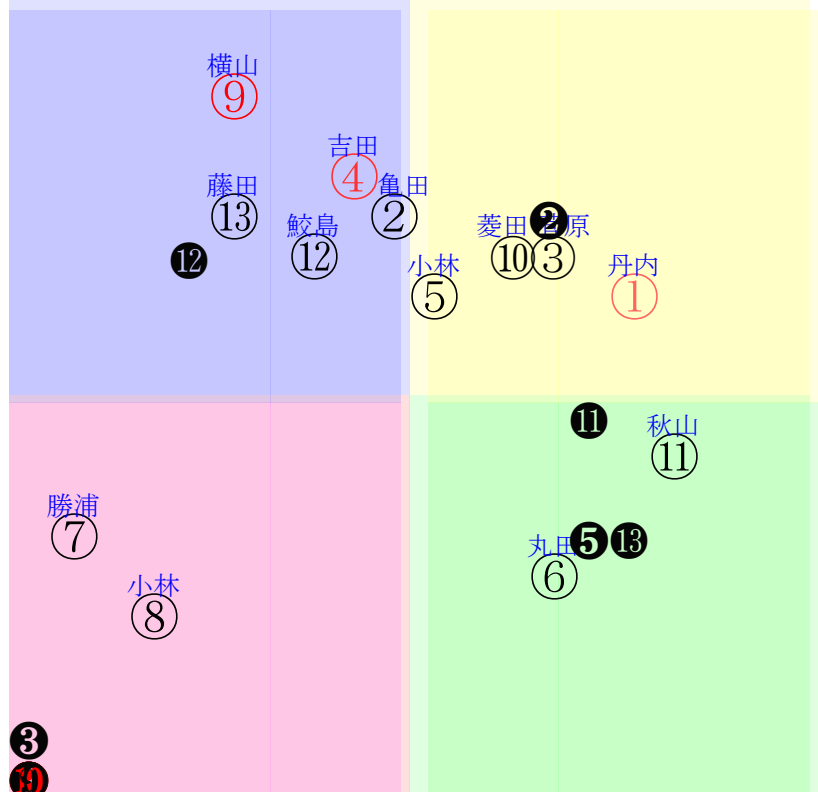 横山
⑨
吉田
④
藤田
⑬
亀田
②
鮫島
⑫
⓬
菱田
⑩
❷
原
③
小林
⑤
丹内
①
⓫
秋山
⑪
勝浦
⑦
丸田
⑥
❺
⓭
小林
⑧
❸